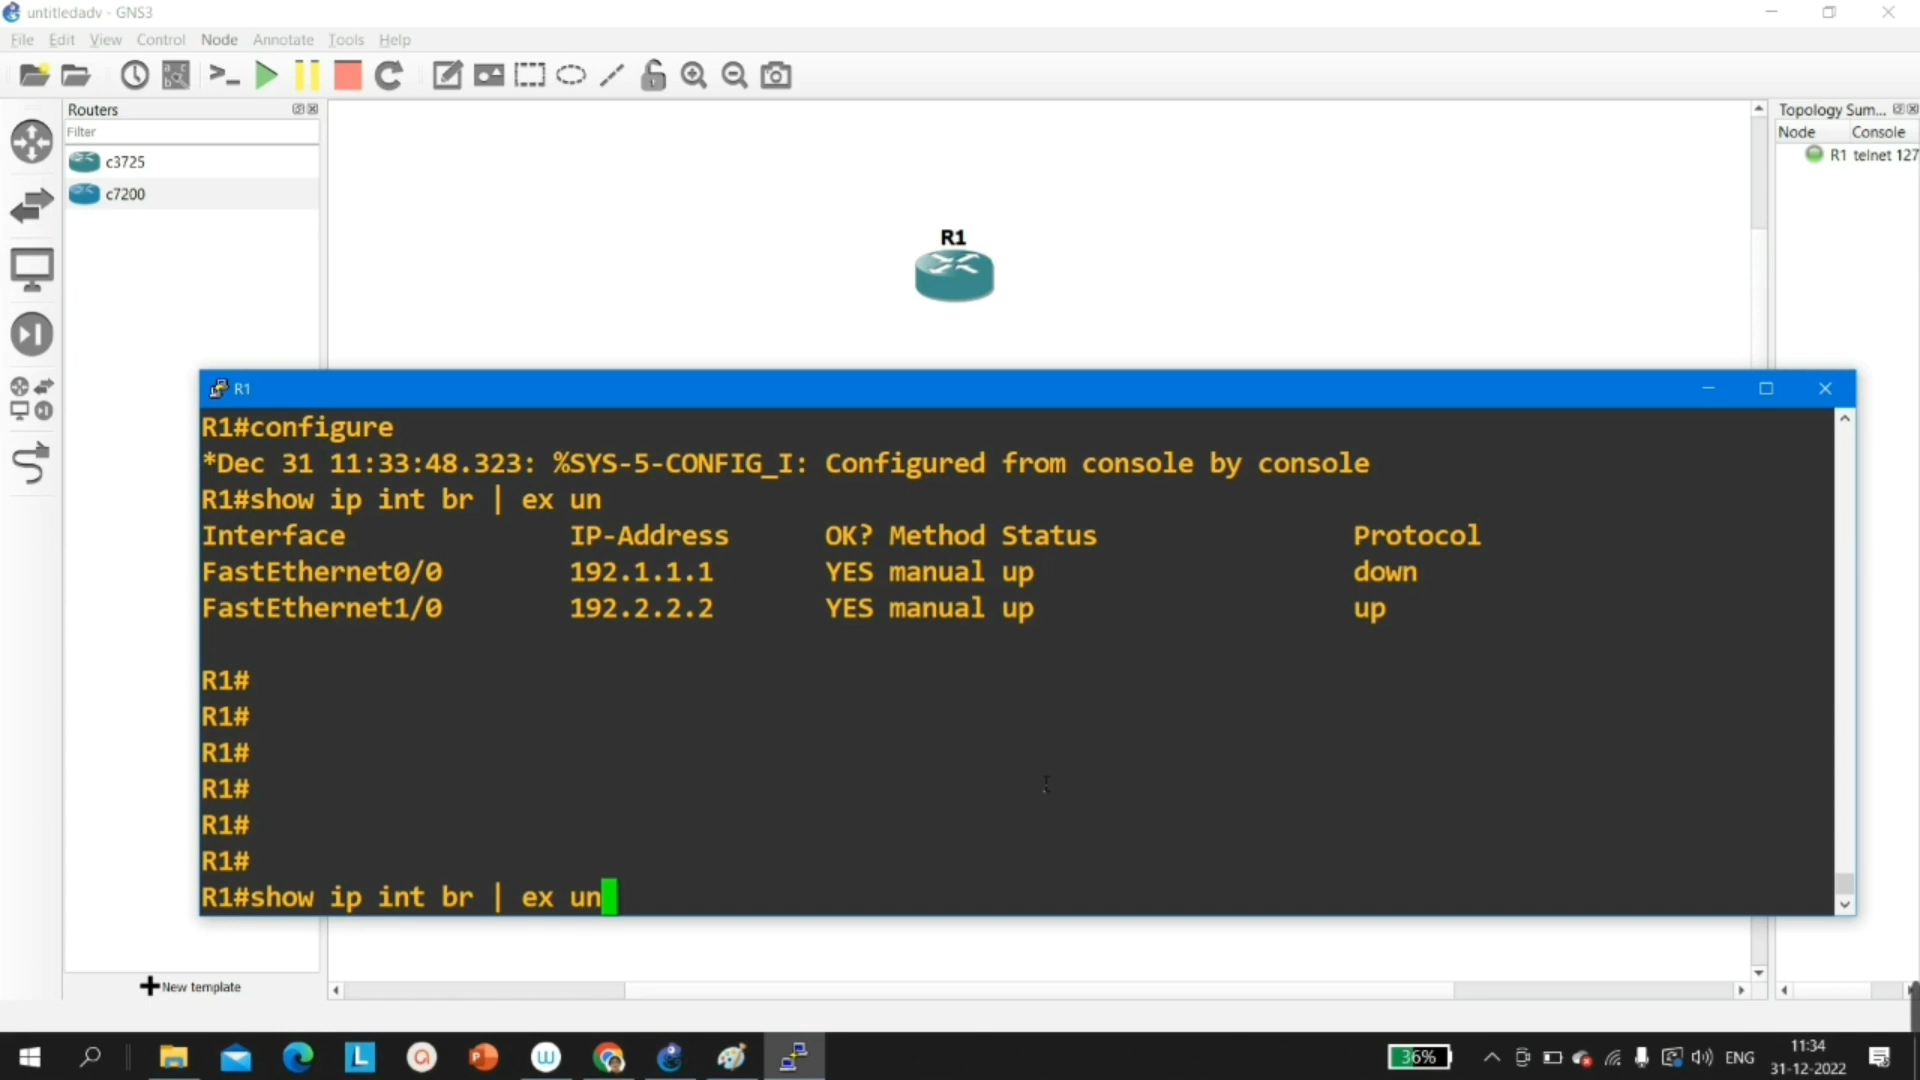 untitledadv - GNS3
File Edit View Control Node Annotate Tools Help
Routers
Filter
c3725
c7200
New template
R1
Topology Sum...
Node Console
R1 telnet 127
R1
R1#configure
*Dec 31 11:33:48.323: %SYS-5-CONFIG_I: Configured from console by console
R1#show ip int br | ex un
Interface IP-Address OK? Method Status Protocol
FastEthernet0/0 192.1.1.1 YES manual up down
FastEthernet1/0 192.2.2.2 YES manual up up
R1#
R1#
R1#
R1#
R1#
R1#
R1#show ip int br | ex un
36%
ENG
11:34
31-12-2022